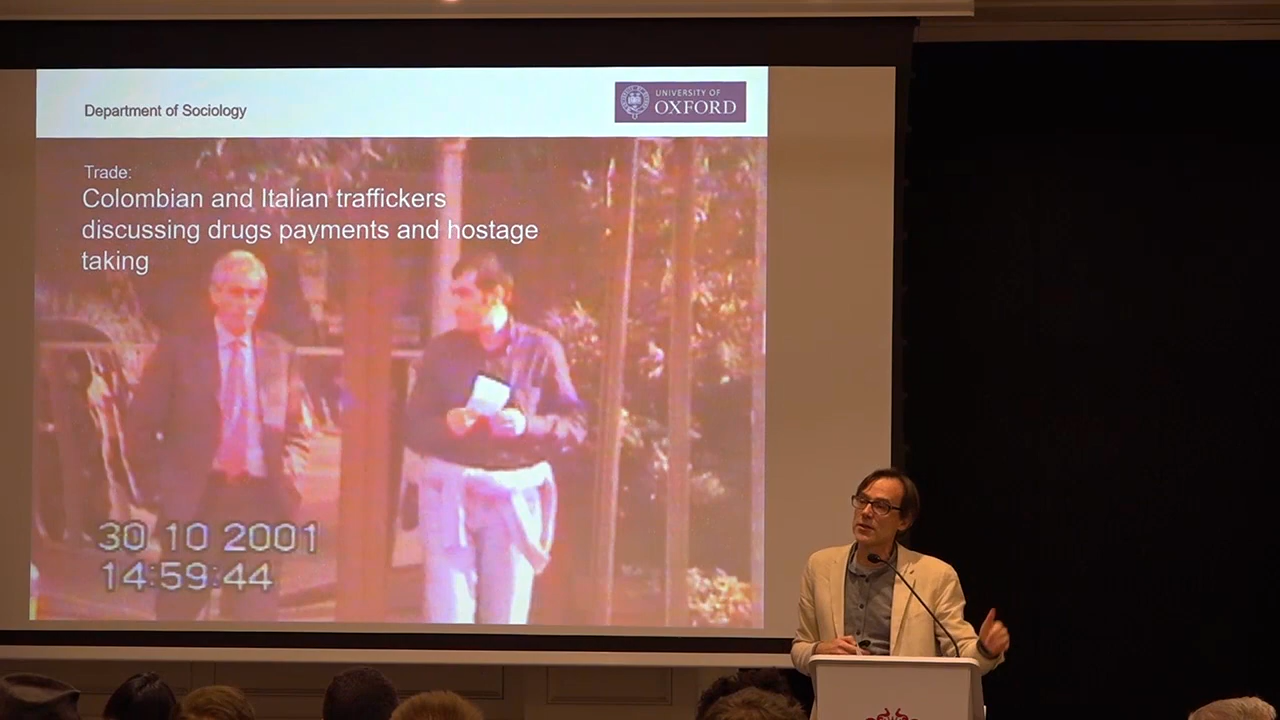 Department of Sociology
UNIVERSITY OF
OXFORD
Trade:
Colombian and Italian traffickers
discussing drugs payments and hostage
taking
30 10 2001
14:59:44